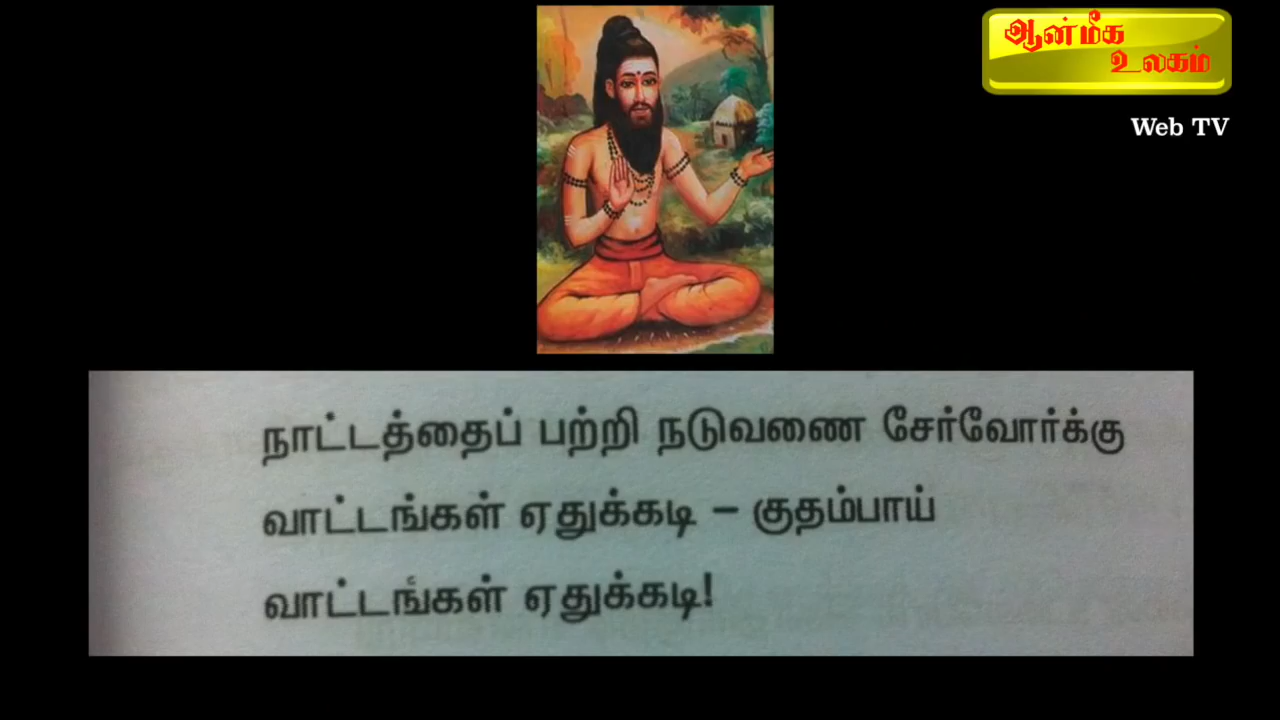 ஆன்மீக
உலகம்
Web TV
நாட்டத்தைப் பற்றி நடுவணை சேர்வோர்க்கு
வாட்டங்கள் ஏதுக்கடி – குதம்பாய்
வாட்டங்கள் ஏதுக்கடி!